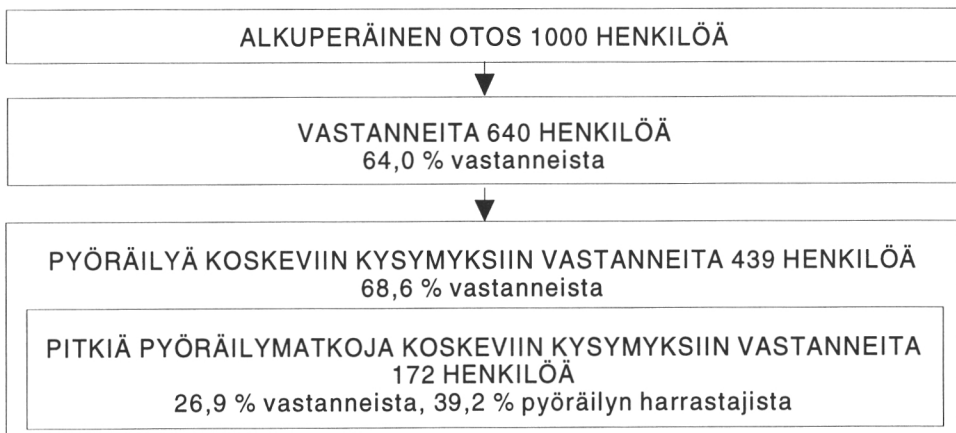 ALKUPERÄINEN OTOS 1000 HENKILÖÄ
VASTANNEITA 640 HENKILÖÄ
64,0 % vastanneista
PYÖRÄILYÄ KOSKEVIIN KYSYMYKSIIN VASTANNEITA 439 HENKILÖÄ
68,6 % vastanneista
PITKIÄ PYÖRÄILYMATKOJA KOSKEVIIN KYSYMYKSIIN VASTANNEITA
172 HENKILÖÄ
26,9 % vastanneista, 39,2 % pyöräilyn harrastajista